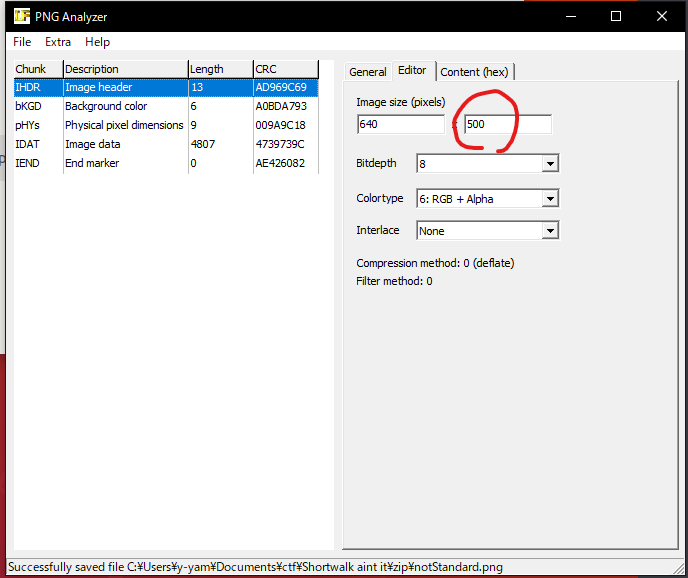 PNG Analyzer
File Extra Help
Chunk Description Length CRC
IHDR Image header 13 AD969C69
bKGD Background color 6 A0BDA793
pHYs Physical pixel dimensions 9 009A9C18
IDAT Image data 4807 4739739C
IEND End marker 0 AE426082
General Editor Content (hex)
Image size (pixels)
640 x 500
Bitdepth 8
Colortype 6: RGB + Alpha
Interlace None
Compression method: 0 (deflate)
Filter method: 0
Successfully saved file C:¥Users¥y-yam¥Documents¥ctf¥Shortwalk aint it¥zip¥notStandard.png